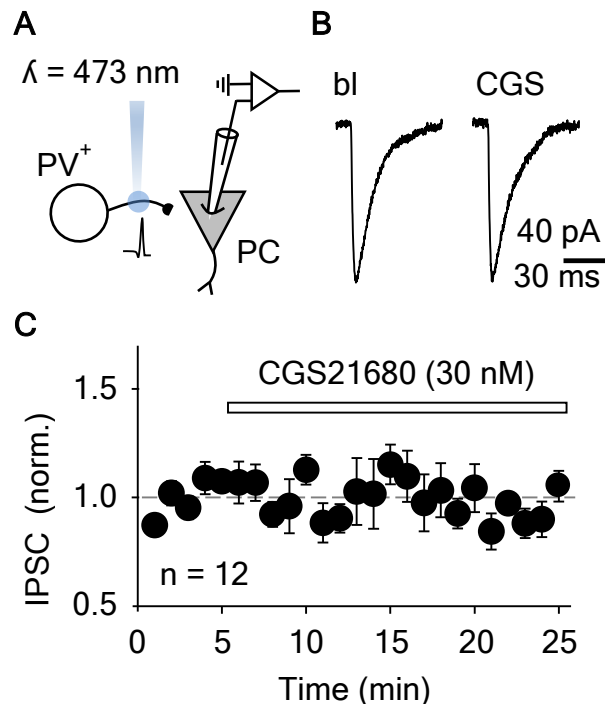 A
B
ʎ = 473 nm
bl
CGS
PV+
PC
40 pA
30 ms
C
CGS21680 (30 nM)
IPSC (norm.)
1.5
1.0
0.5
n = 12
0 5 10 15 20 25
Time (min)